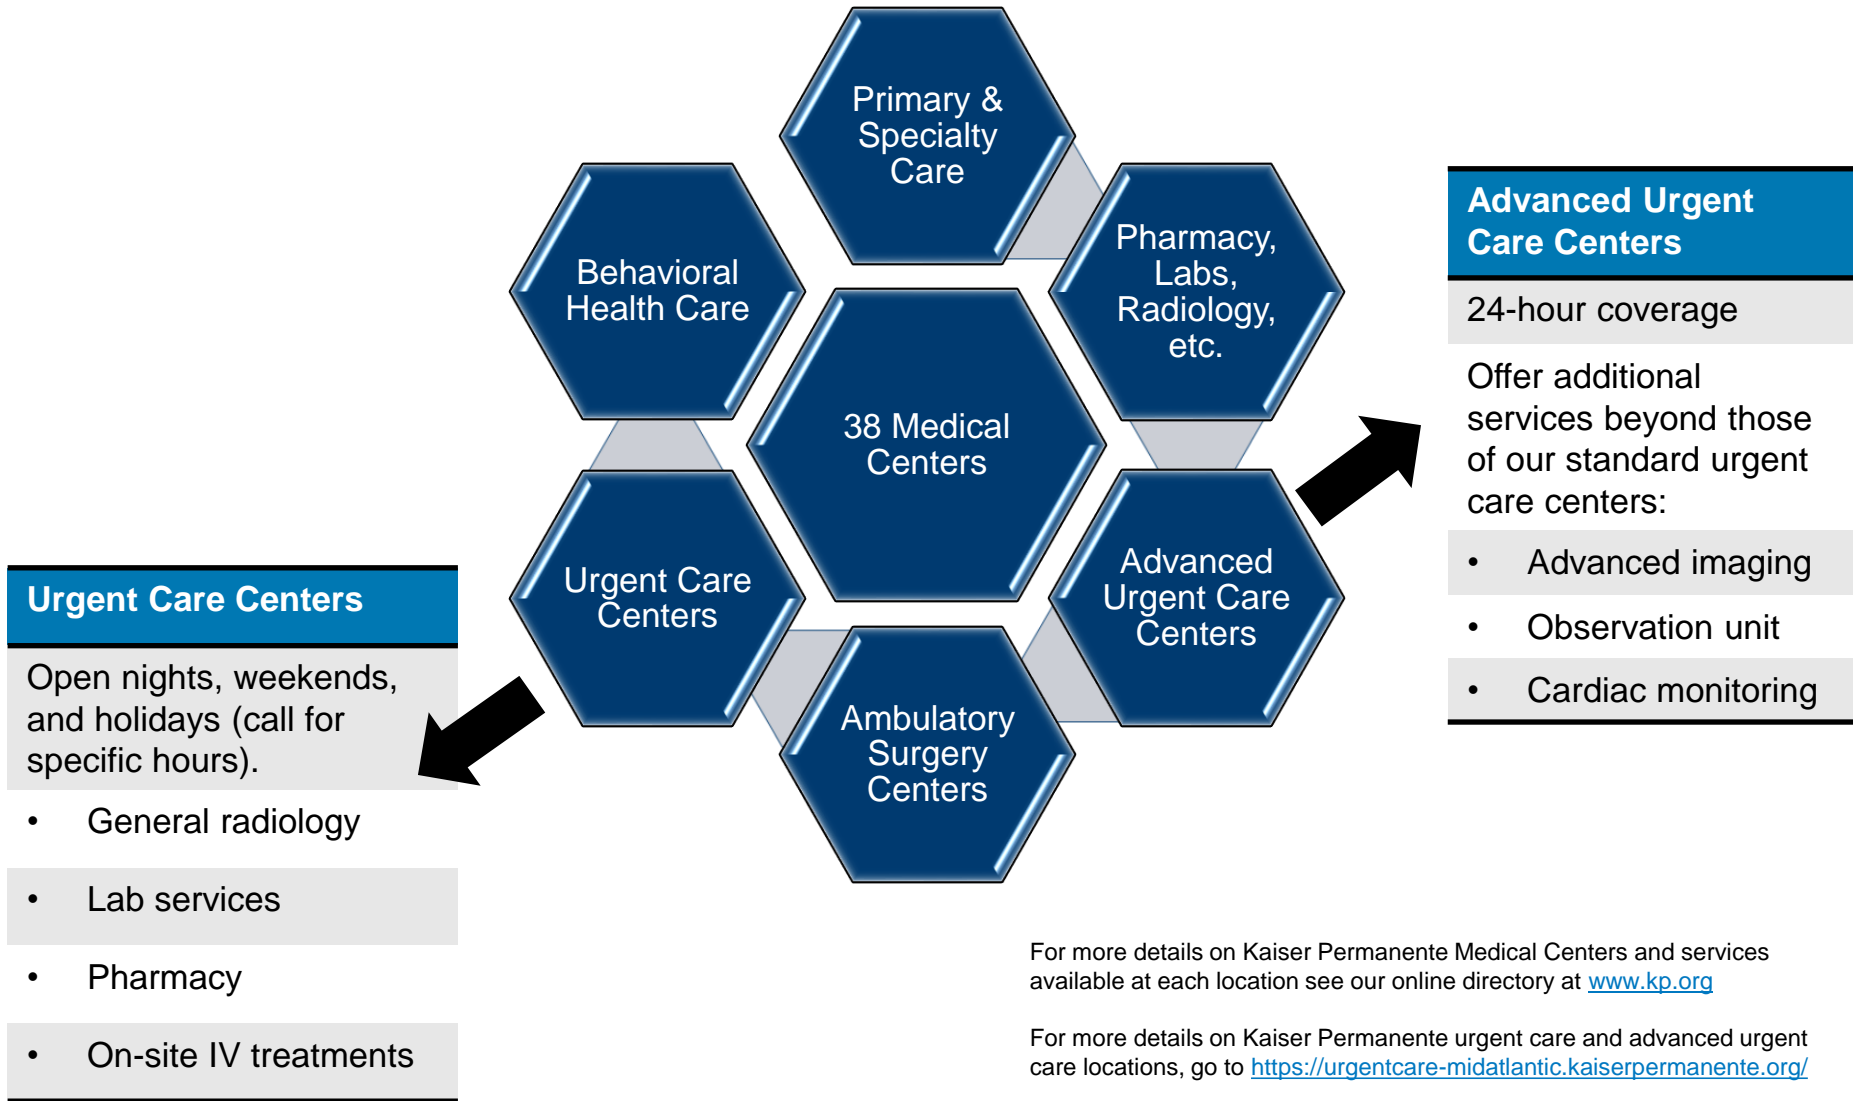 Primary &
Specialty
Care
Behavioral
Health Care
Pharmacy,
Labs,
Radiology,
etc.
38 Medical
Centers
Urgent Care
Centers
Advanced
Urgent Care
Centers
Ambulatory
Surgery
Centers
Advanced Urgent
Care Centers
24-hour coverage
Offer additional
services beyond those
of our standard urgent
care centers:
• Advanced imaging
• Observation unit
• Cardiac monitoring
Urgent Care Centers
Open nights, weekends,
and holidays (call for
specific hours).
• General radiology
• Lab services
• Pharmacy
• On-site IV treatments
For more details on Kaiser Permanente Medical Centers and services
available at each location see our online directory at www.kp.org
For more details on Kaiser Permanente urgent care and advanced urgent
care locations, go to https://urgentcare-midatlantic.kaiserpermanente.org/